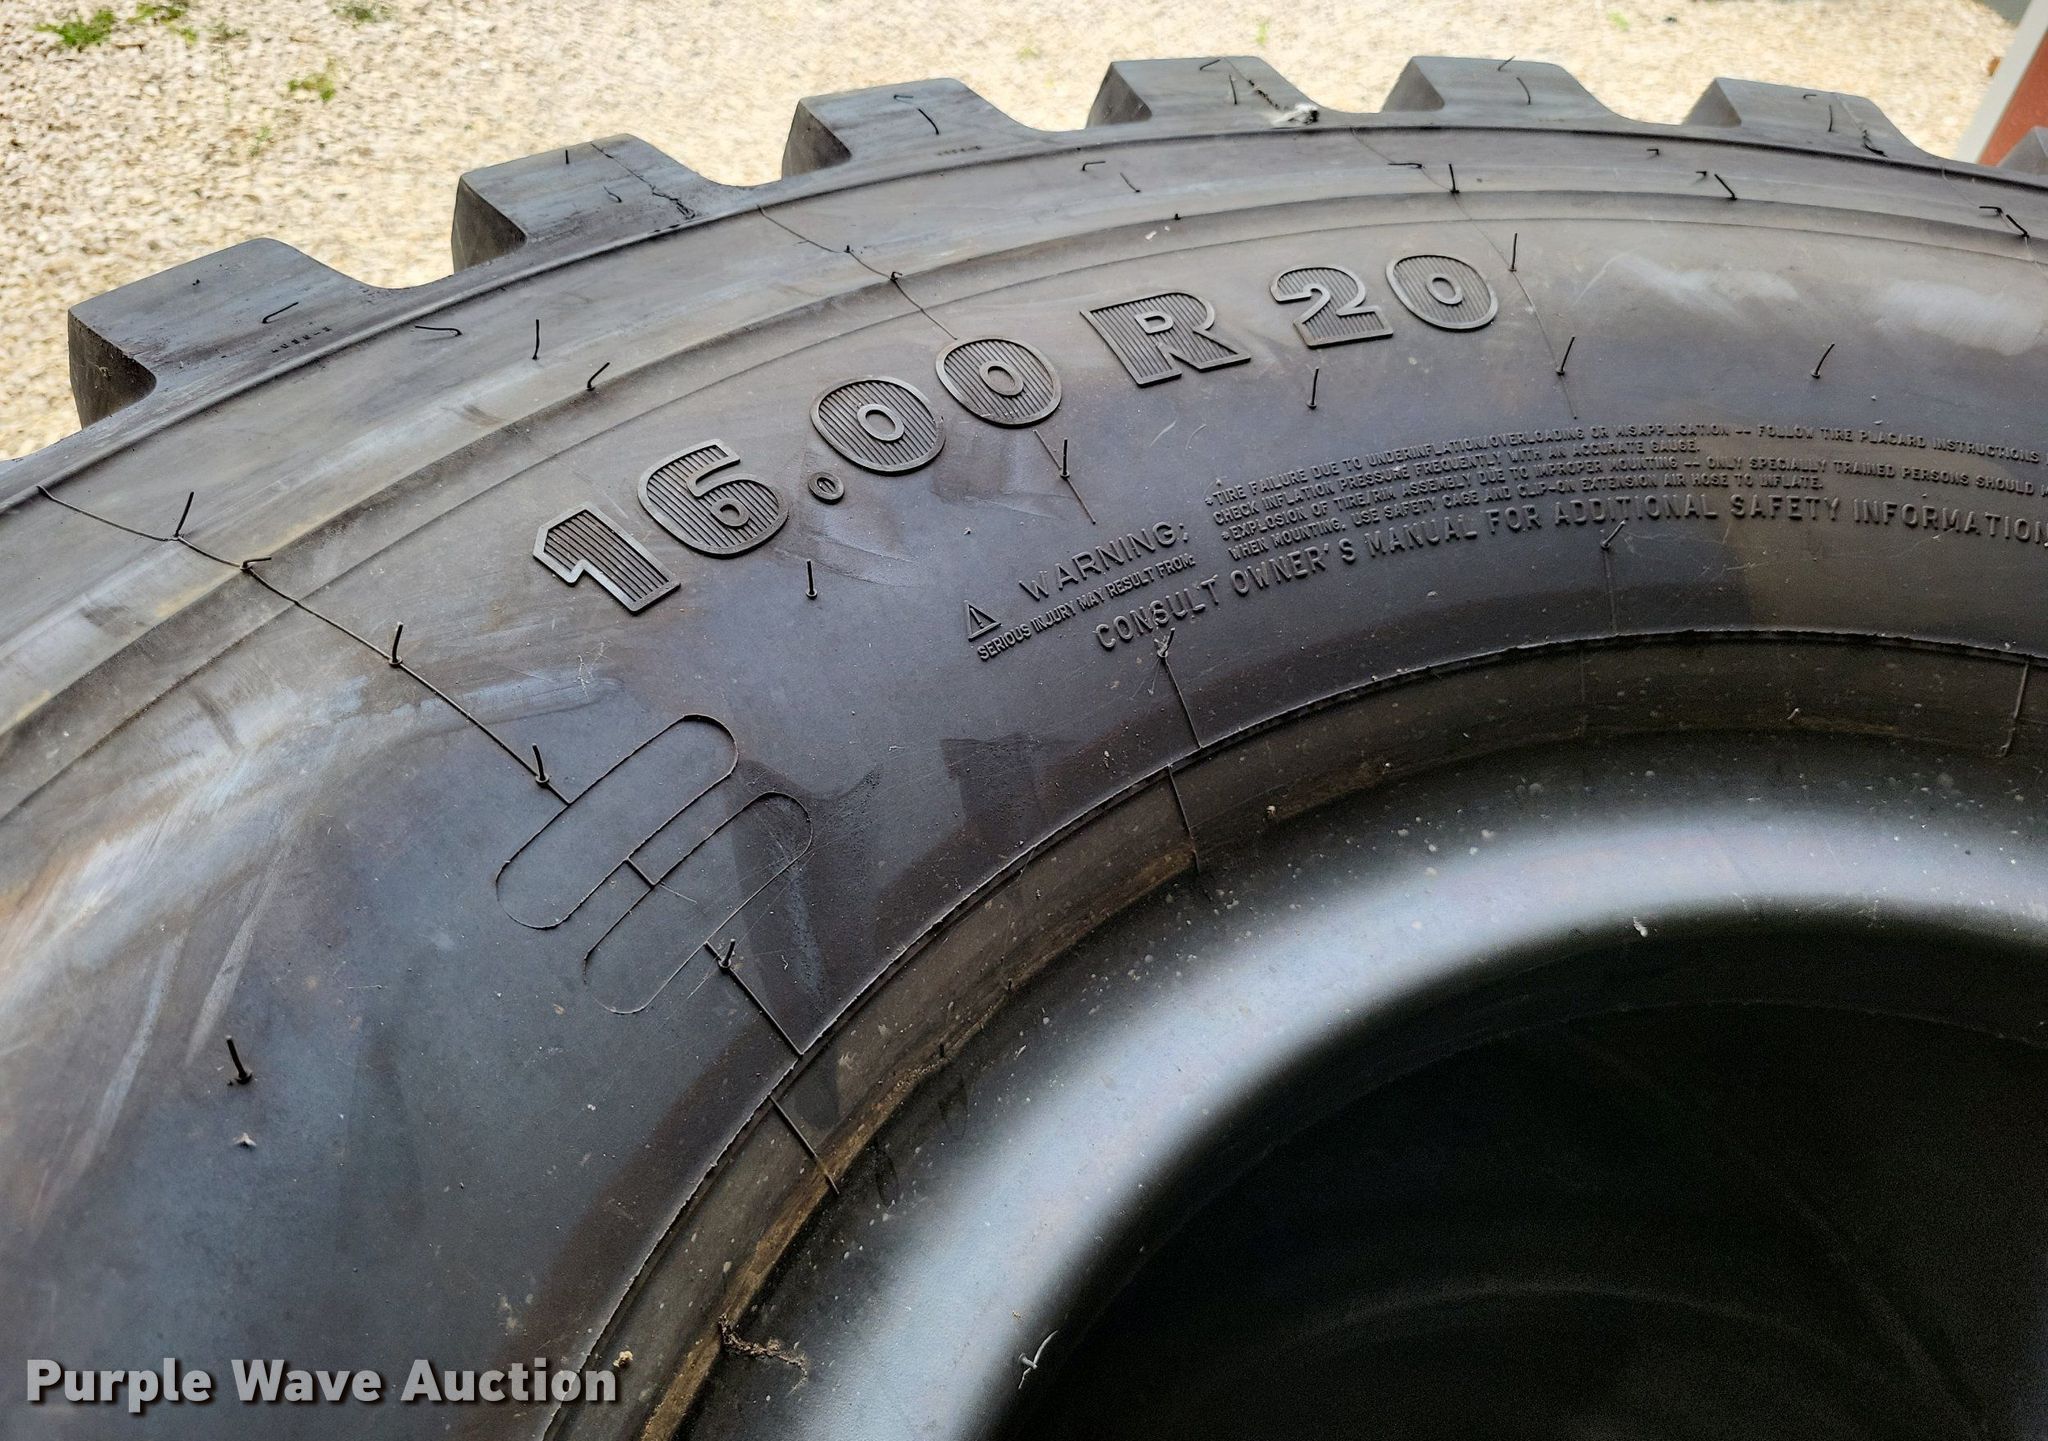 16.00 R 20
⚠ WARNING:
SERIOUS INJURY MAY RESULT FROM:
•TIRE FAILURE DUE TO UNDERINFLATION/OVERLOADING OR MISAPPLICATION -- FOLLOW TIRE PLACARD INSTRUCTIONS
CHECK INFLATION PRESSURE FREQUENTLY WITH AN ACCURATE GAUGE.
•EXPLOSION OF TIRE/RIM ASSEMBLY DUE TO IMPROPER MOUNTING -- ONLY SPECIALLY TRAINED PERSONS SHOULD
WHEN MOUNTING, USE SAFETY CAGE AND CLIP-ON EXTENSION AIR HOSE TO INFLATE.
CONSULT OWNER'S MANUAL FOR ADDITIONAL SAFETY INFORMATION
Purple Wave Auction